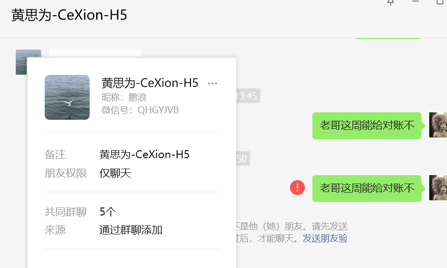 黄思为-CeXion-H5
黄思为-CeXion-H5
昵称：鹏浪
微信号：QHGYJVB
13:45
老哥这周能给对账不
备注 黄思为-CeXion-H5
朋友权限 仅聊天
50
老哥这周能给对账不
共同群聊 5个
来源 通过群聊添加
不是他（她）朋友。请先发送
过后，才能聊天。发送朋友验